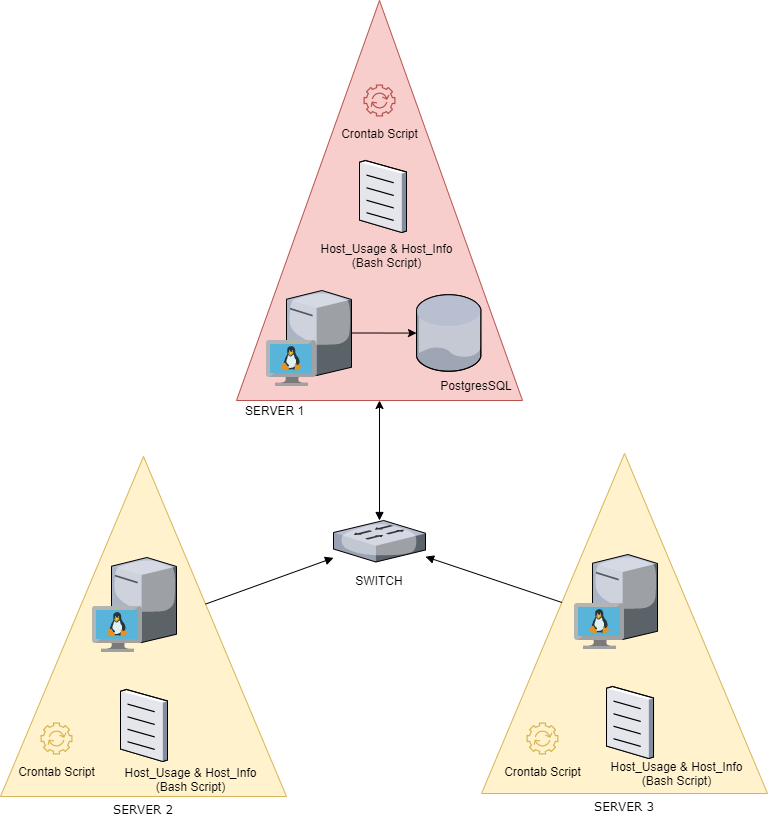 Crontab Script
Host_Usage & Host_Info
(Bash Script)
PostgresSQL
SERVER 1
SWITCH
Crontab Script
Host_Usage & Host_Info
(Bash Script)
SERVER 2
Crontab Script
Host_Usage & Host_Info
(Bash Script)
SERVER 3